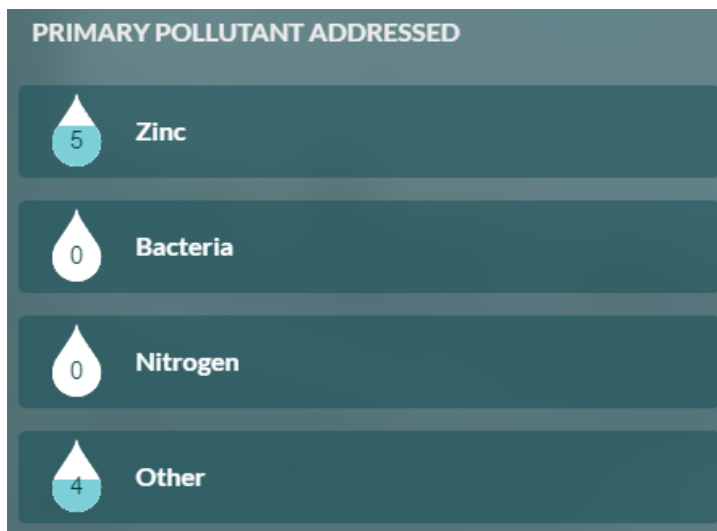 PRIMARY POLLUTANT ADDRESSED
5 Zinc
0 Bacteria
0 Nitrogen
4 Other